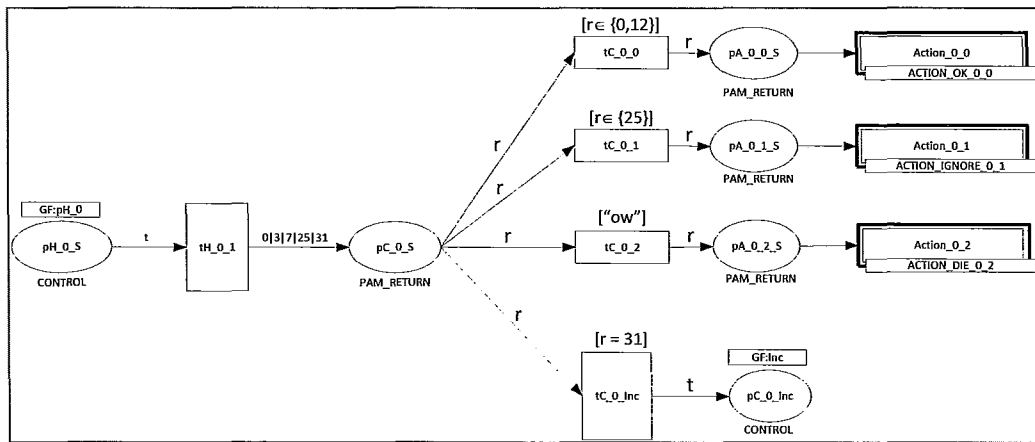 [r∈ {0,12}]
tC_0_0
r
pA_0_0_S
PAM_RETURN
Action_0_0
ACTION_OK_0_0
r
[r∈ {25}]
tC_0_1
r
pA_0_1_S
PAM_RETURN
Action_0_1
ACTION_IGNORE_0_1
r
GF:pH_0
pH_0_S
CONTROL
t
tH_0_1
0|3|7|25|31
pC_0_S
PAM_RETURN
r
["ow"]
tC_0_2
r
pA_0_2_S
PAM_RETURN
Action_0_2
ACTION_DIE_0_2
r
[r = 31]
tC_0_Inc
t
GF:Inc
pC_0_Inc
CONTROL